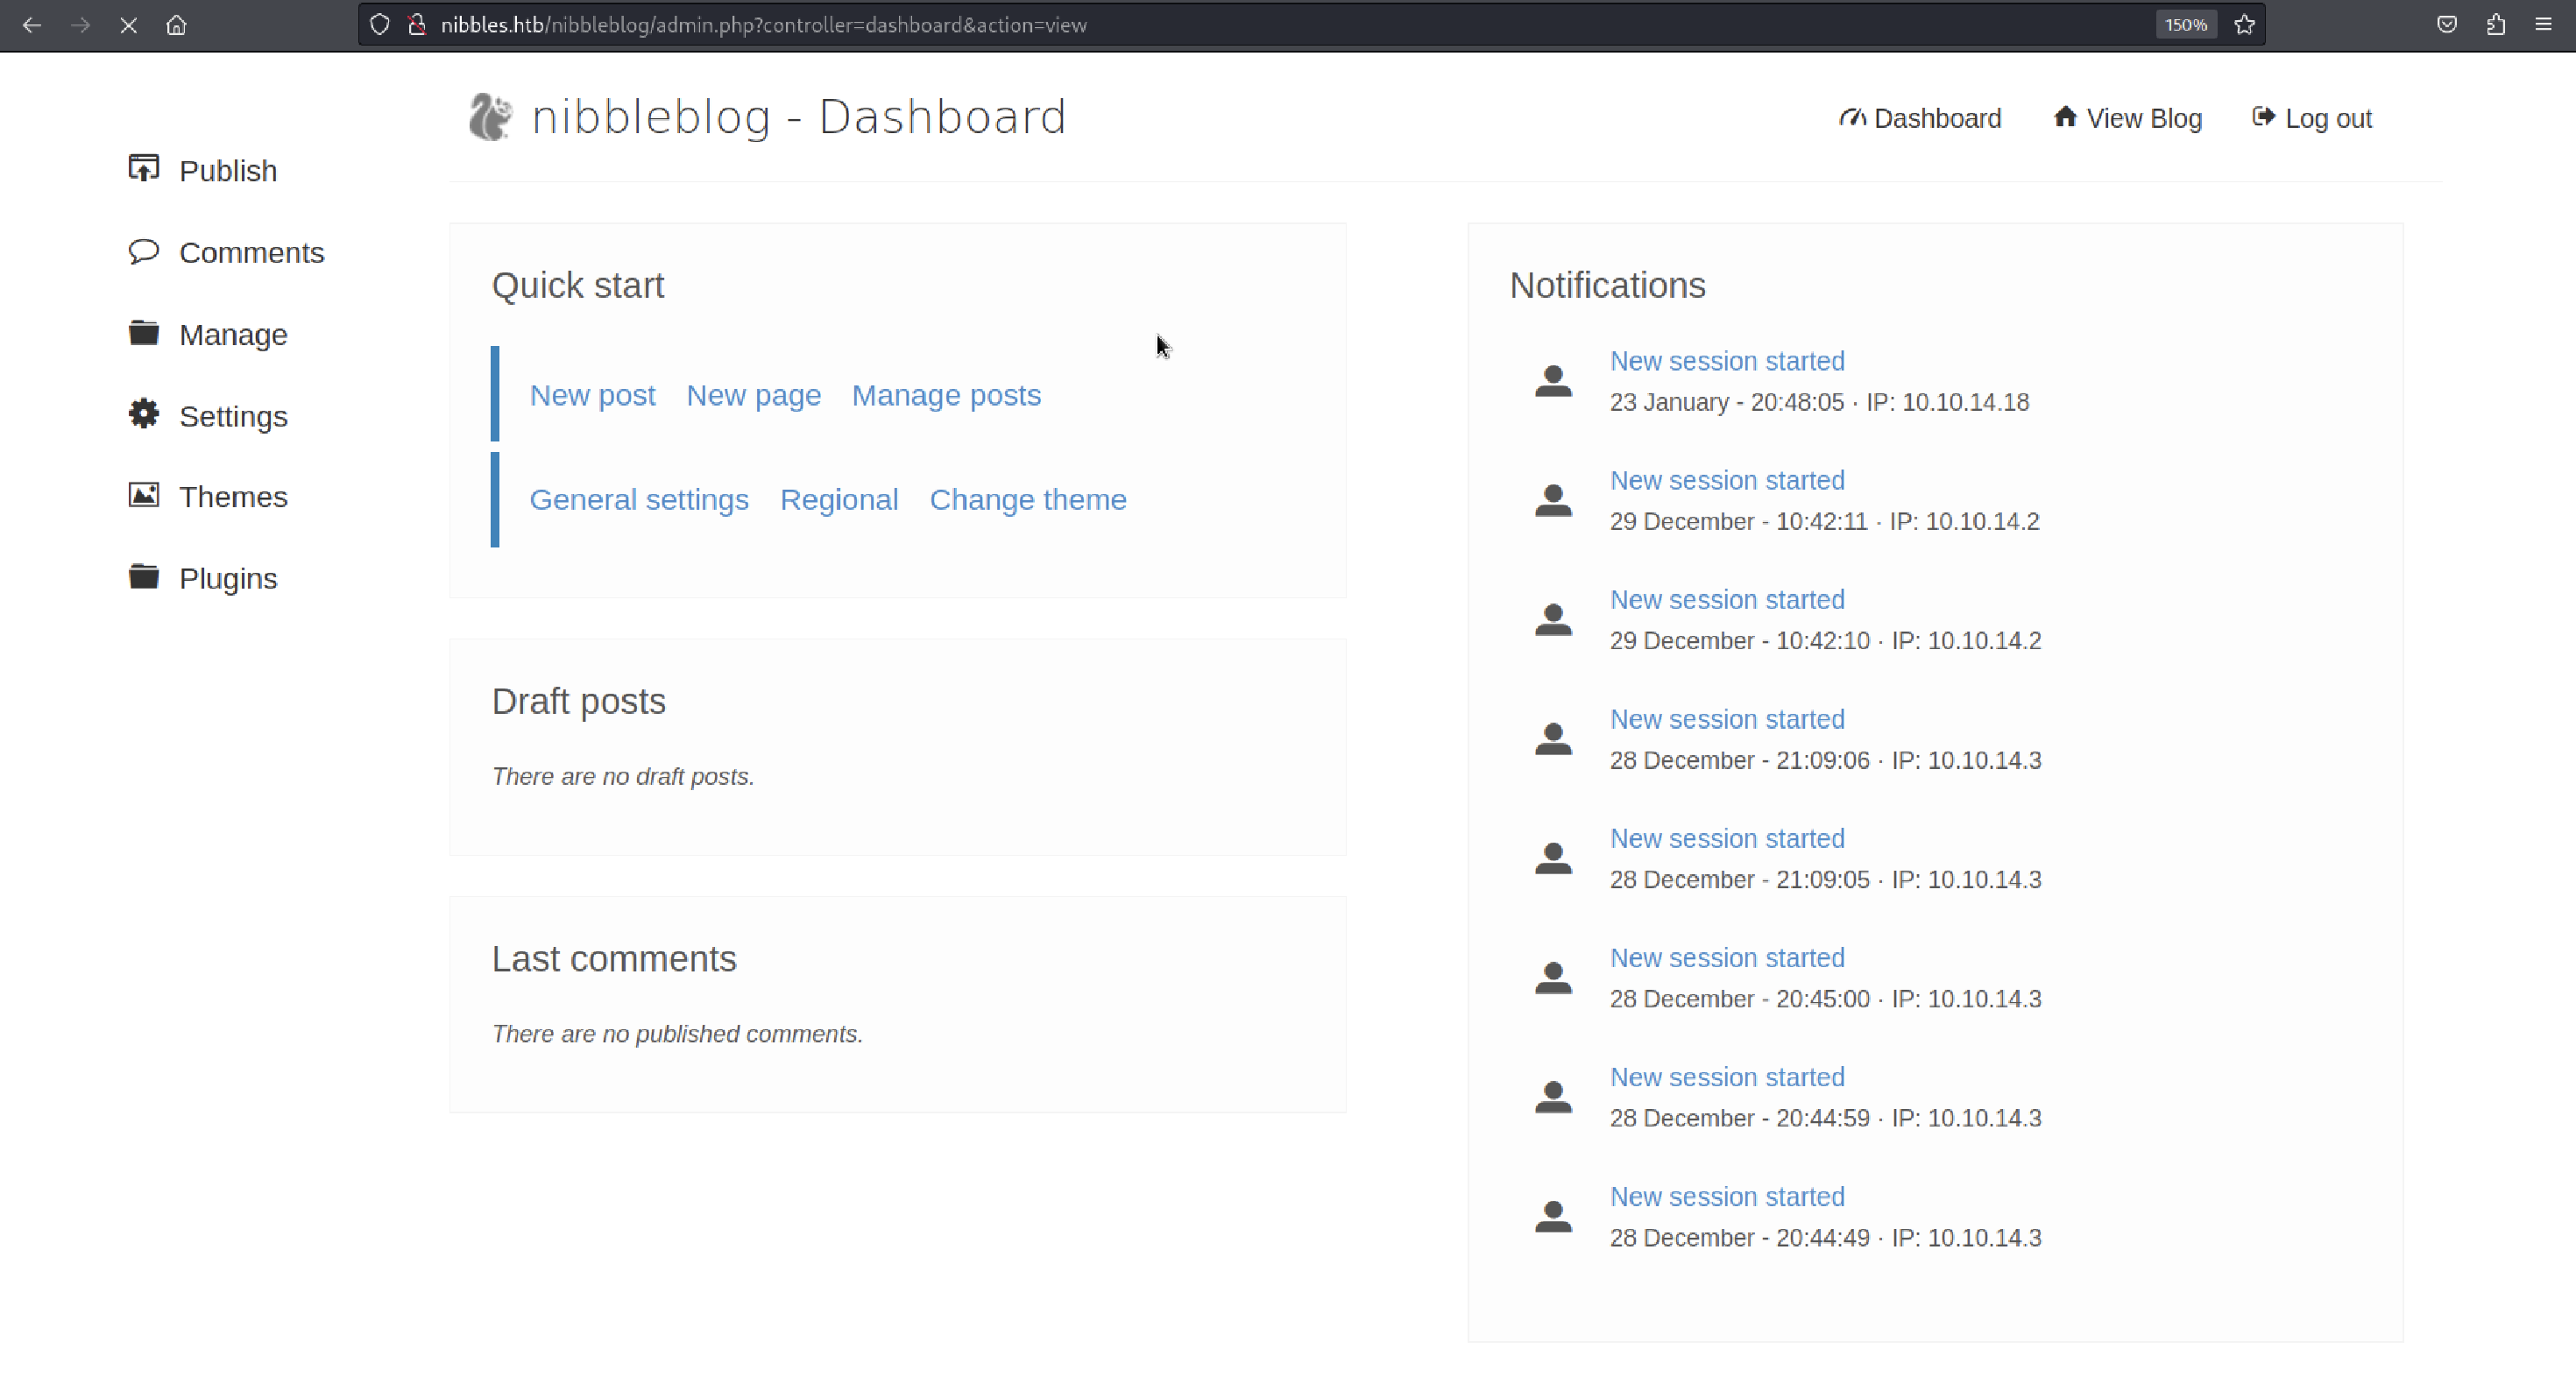 nibbles.htb/nibbleblog/admin.php?controller=dashboard&action=view
150%
nibbleblog - Dashboard
Dashboard
View Blog
Log out
Publish
Comments
Manage
Settings
Themes
Plugins
Quick start
New post New page Manage posts
General settings Regional Change theme
Draft posts
There are no draft posts.
Last comments
There are no published comments.
Notifications
New session started
23 January - 20:48:05 · IP: 10.10.14.18
New session started
29 December - 10:42:11 · IP: 10.10.14.2
New session started
29 December - 10:42:10 · IP: 10.10.14.2
New session started
28 December - 21:09:06 · IP: 10.10.14.3
New session started
28 December - 21:09:05 · IP: 10.10.14.3
New session started
28 December - 20:45:00 · IP: 10.10.14.3
New session started
28 December - 20:44:59 · IP: 10.10.14.3
New session started
28 December - 20:44:49 · IP: 10.10.14.3